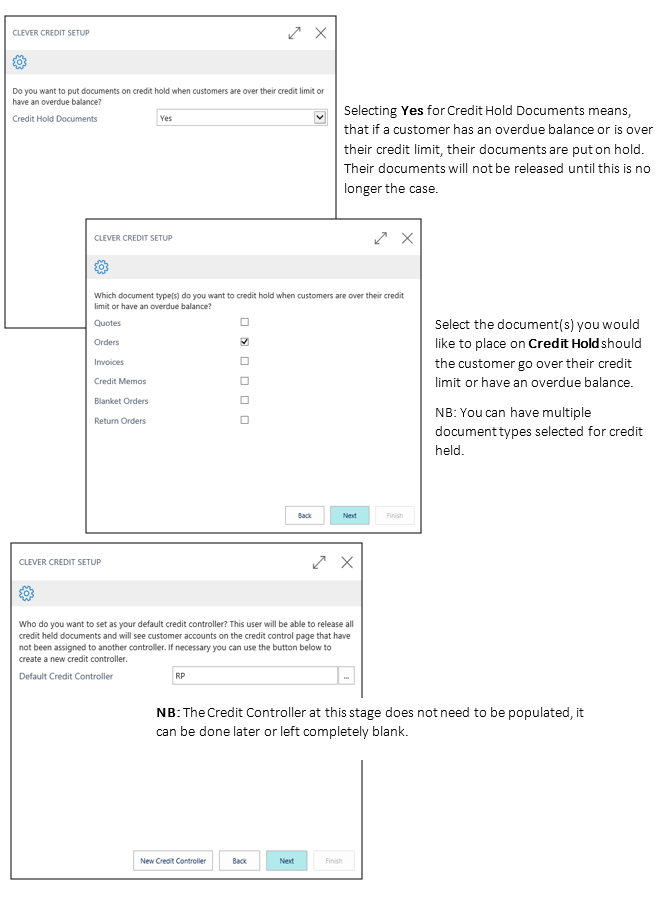 CLEVER CREDIT SETUP
Do you want to put documents on credit hold when customers are over their credit limit or
have an overdue balance?
Credit Hold Documents
Yes
Selecting Yes for Credit Hold Documents means,
that if a customer has an overdue balance or is over
their credit limit, their documents are put on hold.
Their documents will not be released until this is no
longer the case.
CLEVER CREDIT SETUP
Which document type(s) do you want to credit hold when customers are over their credit
limit or have an overdue balance?
Quotes
Orders
Invoices
Credit Memos
Blanket Orders
Return Orders
Back
Next
Finish
Select the document(s) you would
like to place on Credit Hold should
the customer go over their credit
limit or have an overdue balance.
NB: You can have multiple
document types selected for credit
held.
CLEVER CREDIT SETUP
Who do you want to set as your default credit controller? This user will be able to release all
credit held documents and will see customer accounts on the credit control page that have
not been assigned to another controller. If necessary you can use the button below to
create a new credit controller.
Default Credit Controller
RP
...
NB: The Credit Controller at this stage does not need to be populated, it
can be done later or left completely blank.
New Credit Controller
Back
Next
Finish